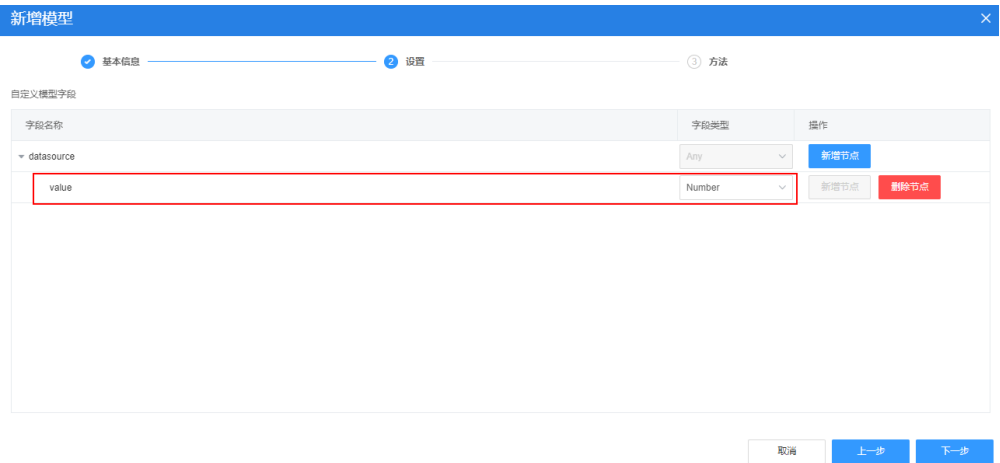 新增模型
基本信息 2 设置 3 方法
自定义模型字段
字段名称 字段类型 操作
datasource Any 新增节点
value Number 新增节点 删除节点
取消 上一步 下一步